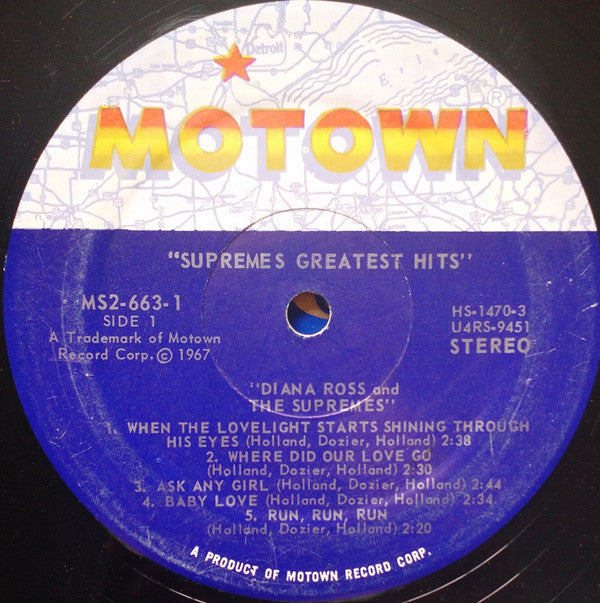 Detroit
Erie
MOTOWN®
"SUPREMES GREATEST HITS"
MS2-663-1
SIDE 1
A Trademark of Motown
Record Corp. © 1967
HS-1470-3
U4RS-9451
STEREO
"DIANA ROSS and
THE SUPREMES"
1. WHEN THE LOVELIGHT STARTS SHINING THROUGH
HIS EYES (Holland, Dozier, Holland) 2:38
2. WHERE DID OUR LOVE GO
(Holland, Dozier, Holland) 2:30
3. ASK ANY GIRL (Holland, Dozier, Holland) 2:44
4. BABY LOVE (Holland, Dozier, Holland) 2:34
5. RUN, RUN, RUN
(Holland, Dozier, Holland) 2:20
A PRODUCT OF MOTOWN RECORD CORP.